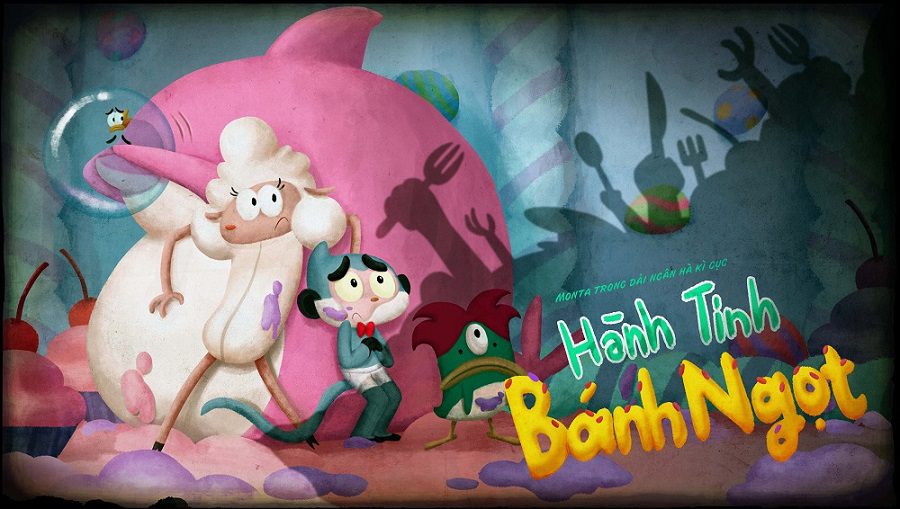 MONTA TRONG DẢI NGÂN HÀ KÌ CỤC
Hành Tinh
Bánh Ngọt